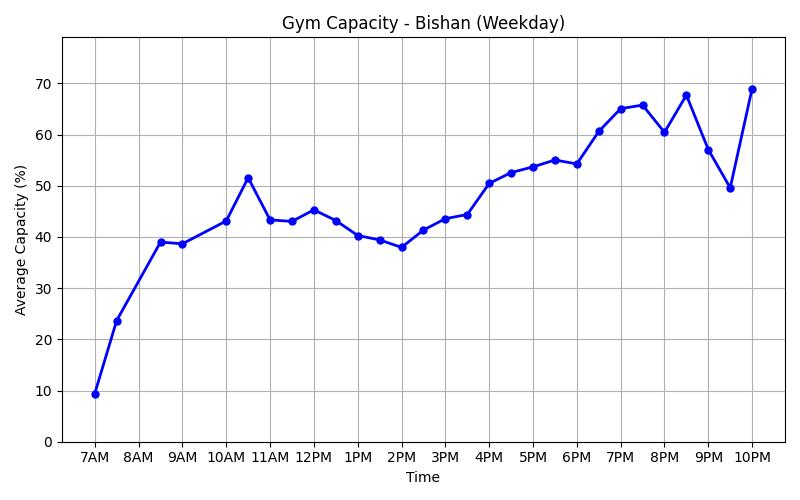 Gym Capacity - Bishan (Weekday)
Average Capacity (%)
70
60
50
40
30
20
10
0
7AM 8AM 9AM 10AM 11AM 12PM 1PM 2PM 3PM 4PM 5PM 6PM 7PM 8PM 9PM 10PM
Time